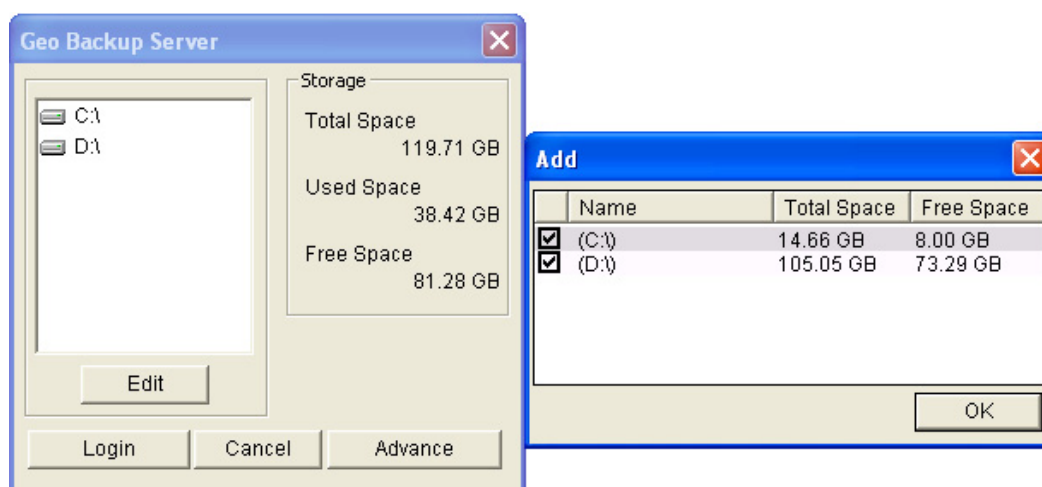 Geo Backup Server
C:\
D:\
Edit
Storage
Total Space
119.71 GB
Used Space
38.42 GB
Free Space
81.28 GB
Login Cancel Advance
Add
Name Total Space Free Space
(C:\) 14.66 GB 8.00 GB
(D:\) 105.05 GB 73.29 GB
OK